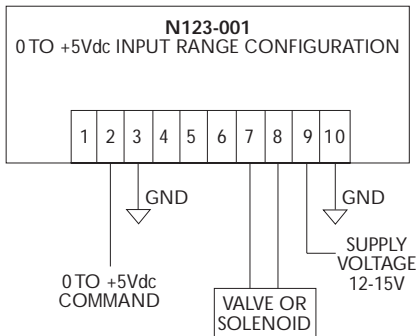 N123-001
0 TO +5Vdc INPUT RANGE CONFIGURATION
1 2 3 4 5 6 7 8 9 10
GND GND
0 TO +5Vdc
COMMAND
VALVE OR
SOLENOID
SUPPLY
VOLTAGE
12-15V